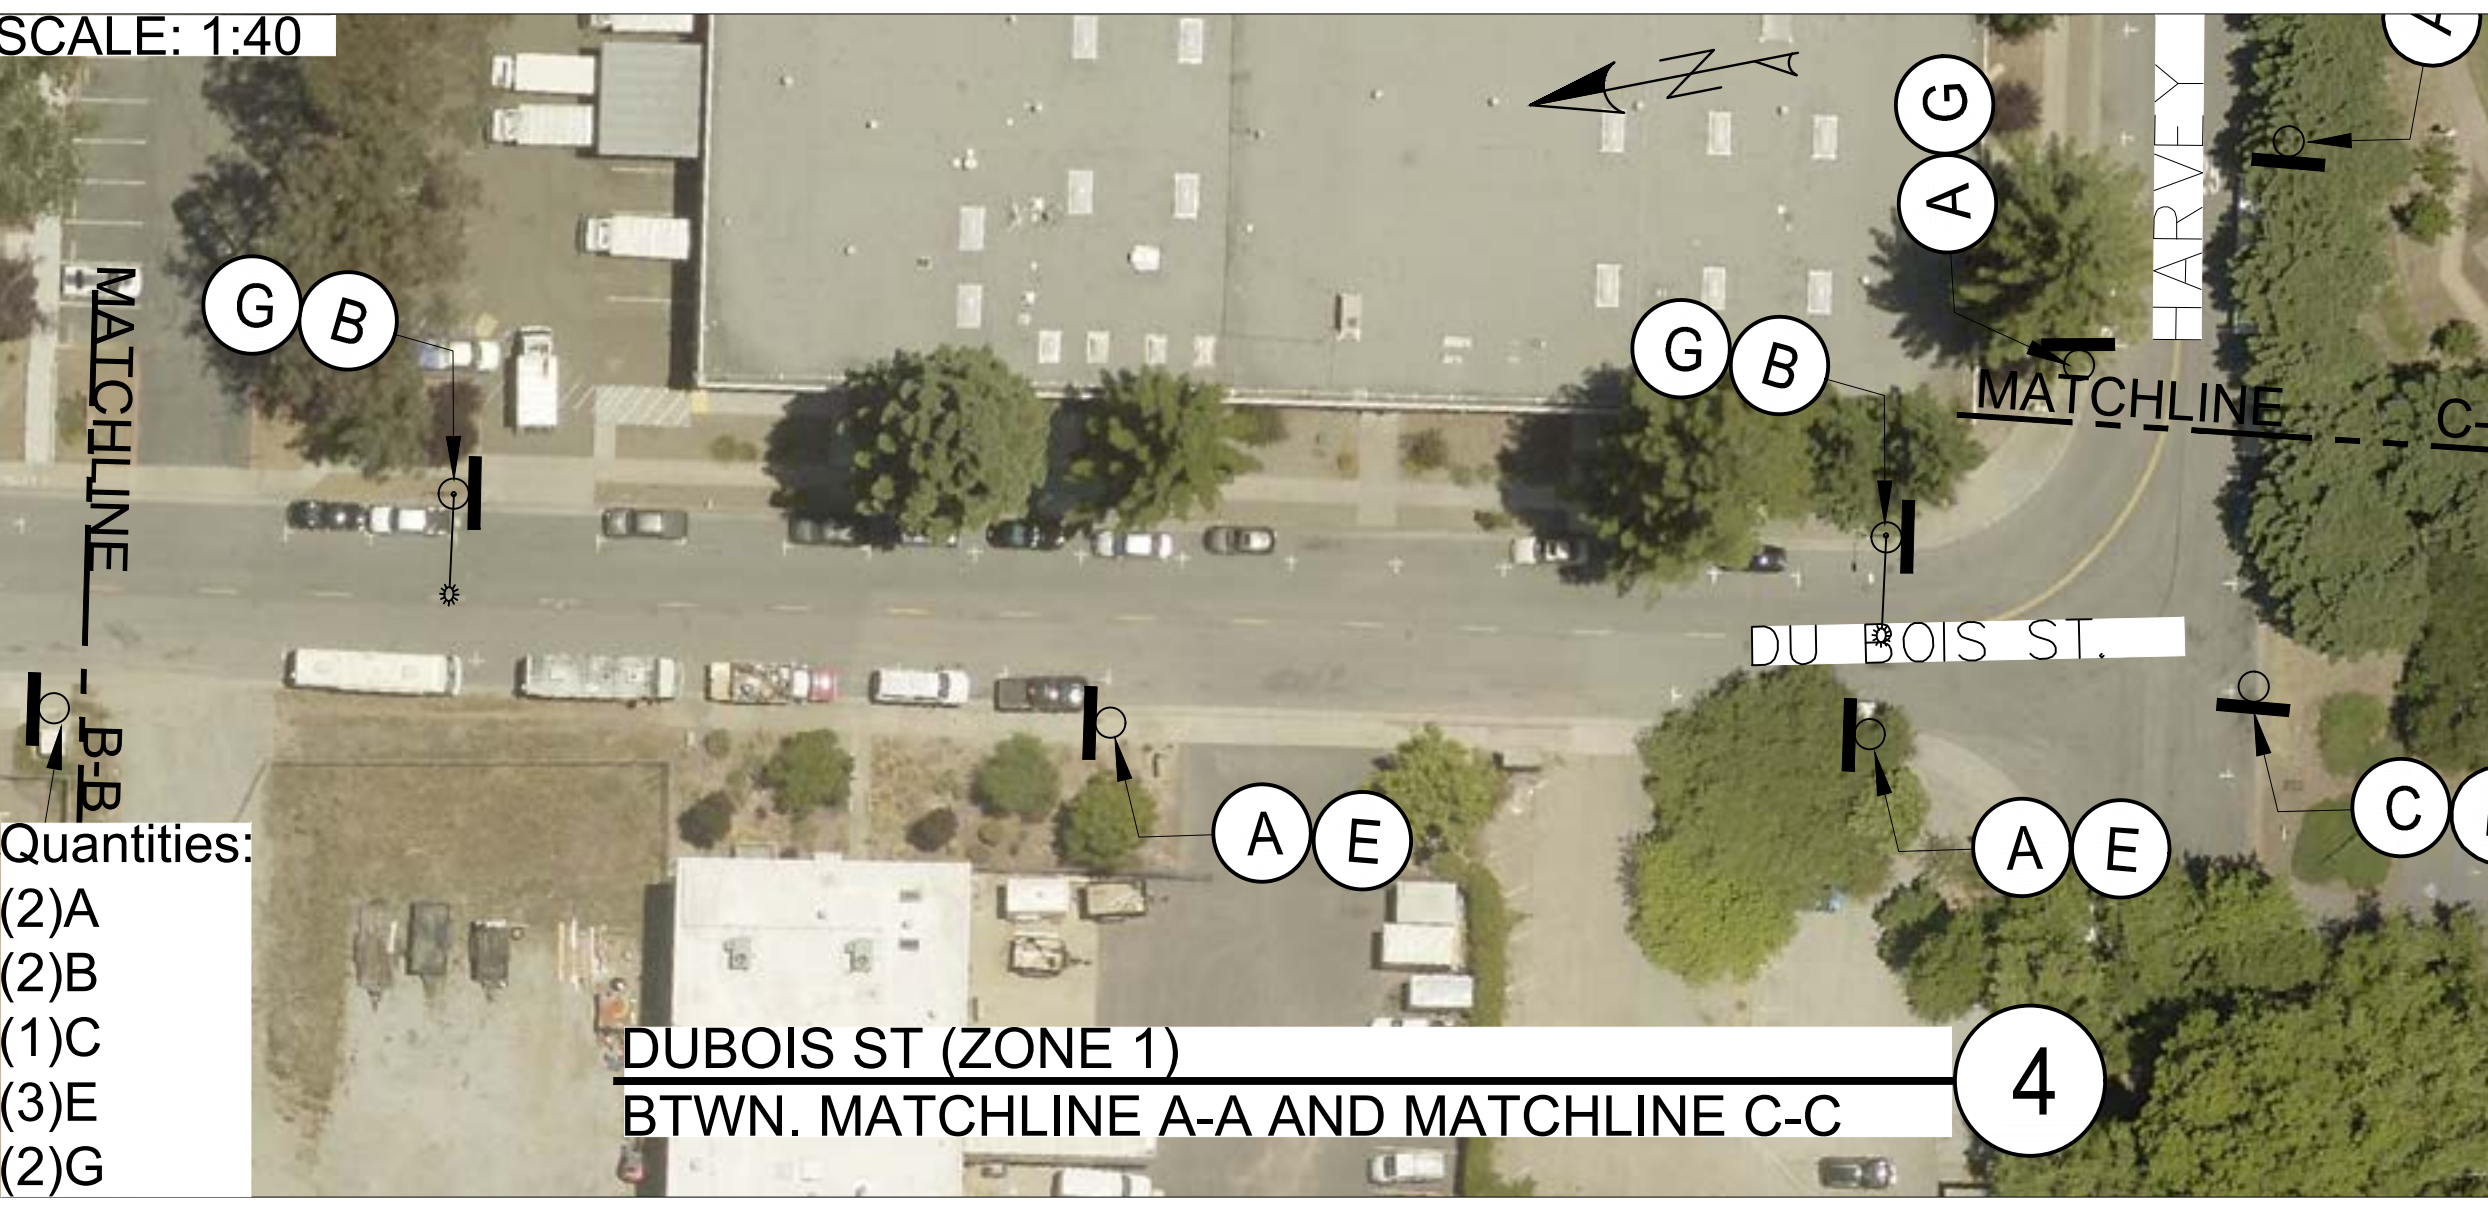 SCALE: 1:40
N
A
G
A
HARVEY
G
B
G
B
MATCHLINE B-B
MATCHLINE C-
DU BOIS ST.
A
E
A
E
C
Quantities:
(2)A
(2)B
(1)C
(3)E
(2)G
DUBOIS ST (ZONE 1)
BTWN. MATCHLINE A-A AND MATCHLINE C-C
4